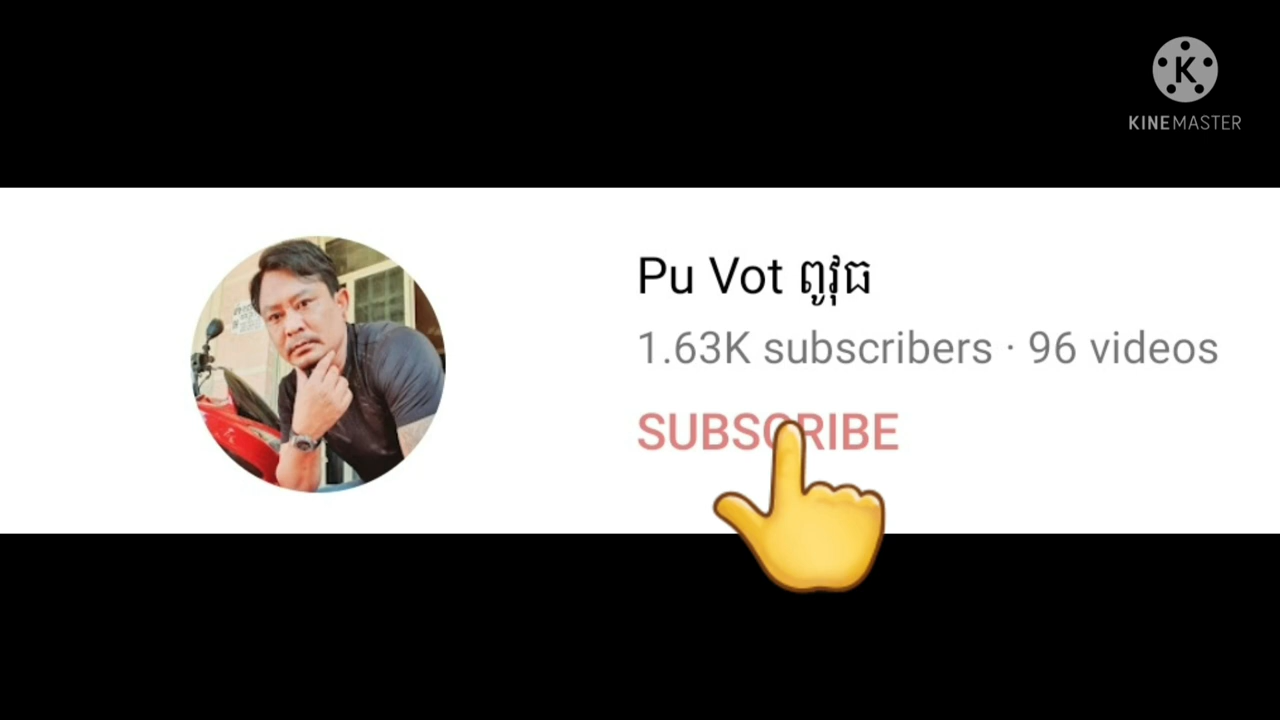 K
KINEMASTER
Pu Vot ពូវុធ
1.63K subscribers · 96 videos
SUBSCRIBE